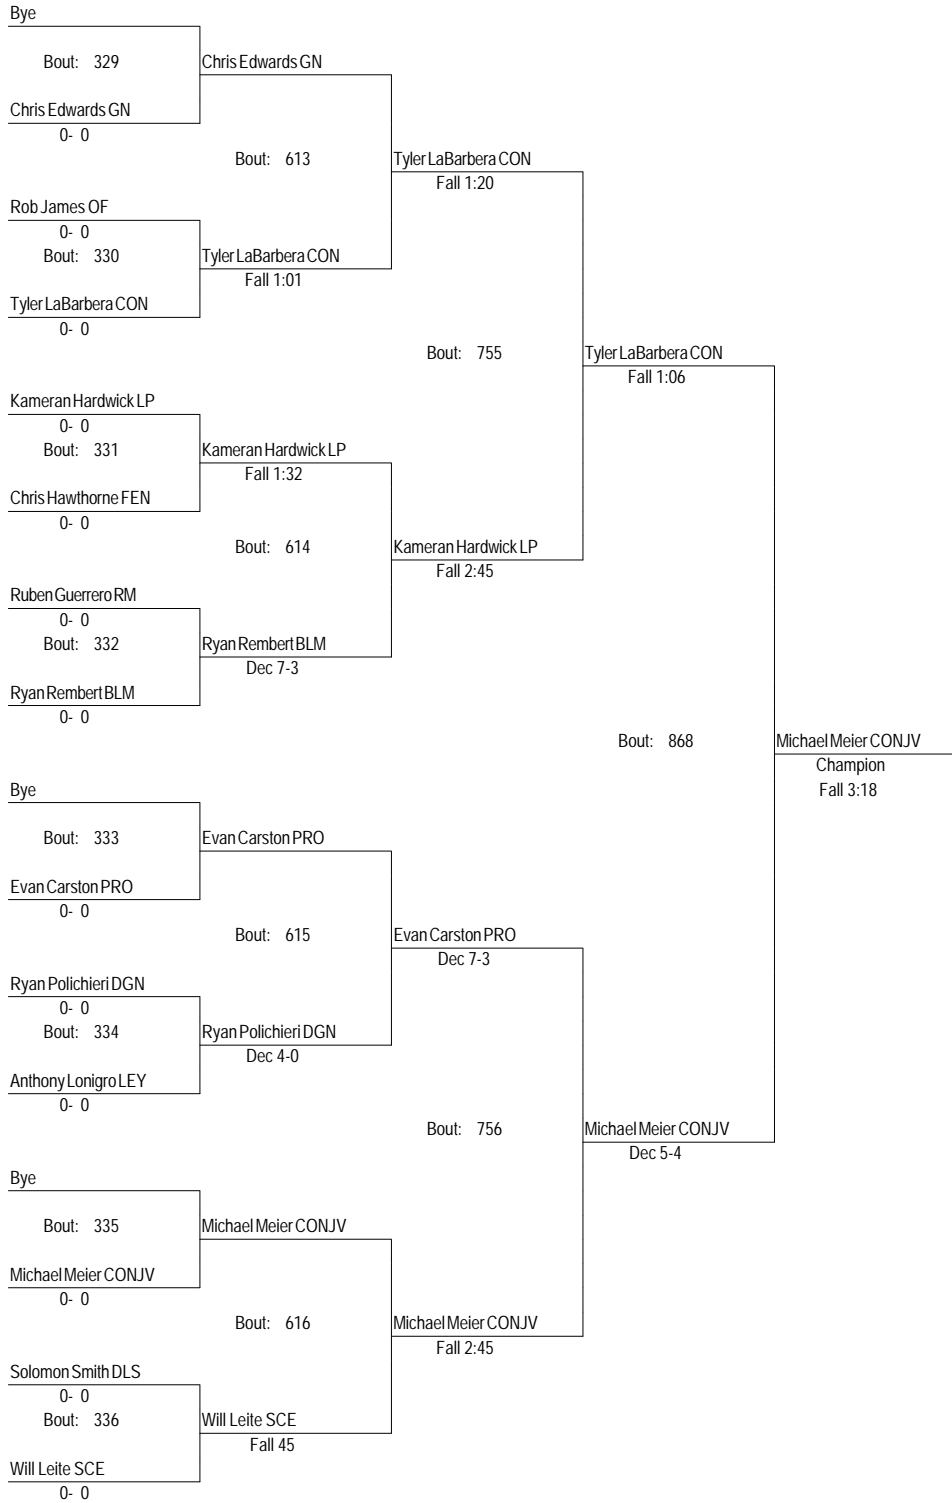 Bye
Bout: 329
Chris Edwards GN
Chris Edwards GN
0- 0
Bout: 613
Tyler LaBarbera CON
Fall 1:20
Rob James OF
0- 0
Bout: 330
Tyler LaBarbera CON
Fall 1:01
Tyler LaBarbera CON
0- 0
Bout: 755
Tyler LaBarbera CON
Fall 1:06
Kameran Hardwick LP
0- 0
Bout: 331
Kameran Hardwick LP
Fall 1:32
Chris Hawthorne FEN
0- 0
Bout: 614
Kameran Hardwick LP
Fall 2:45
Ruben Guerrero RM
0- 0
Bout: 332
Ryan Rembert BLM
Dec 7-3
Ryan Rembert BLM
0- 0
Bout: 868
Michael Meier CONJV
Champion
Fall 3:18
Bye
Bout: 333
Evan Carston PRO
Evan Carston PRO
0- 0
Bout: 615
Evan Carston PRO
Dec 7-3
Ryan Polichieri DGN
0- 0
Bout: 334
Ryan Polichieri DGN
Dec 4-0
Anthony Lonigro LEY
0- 0
Bout: 756
Michael Meier CONJV
Dec 5-4
Bye
Bout: 335
Michael Meier CONJV
Michael Meier CONJV
0- 0
Bout: 616
Michael Meier CONJV
Fall 2:45
Solomon Smith DLS
0- 0
Bout: 336
Will Leite SCE
Fall 45
Will Leite SCE
0- 0